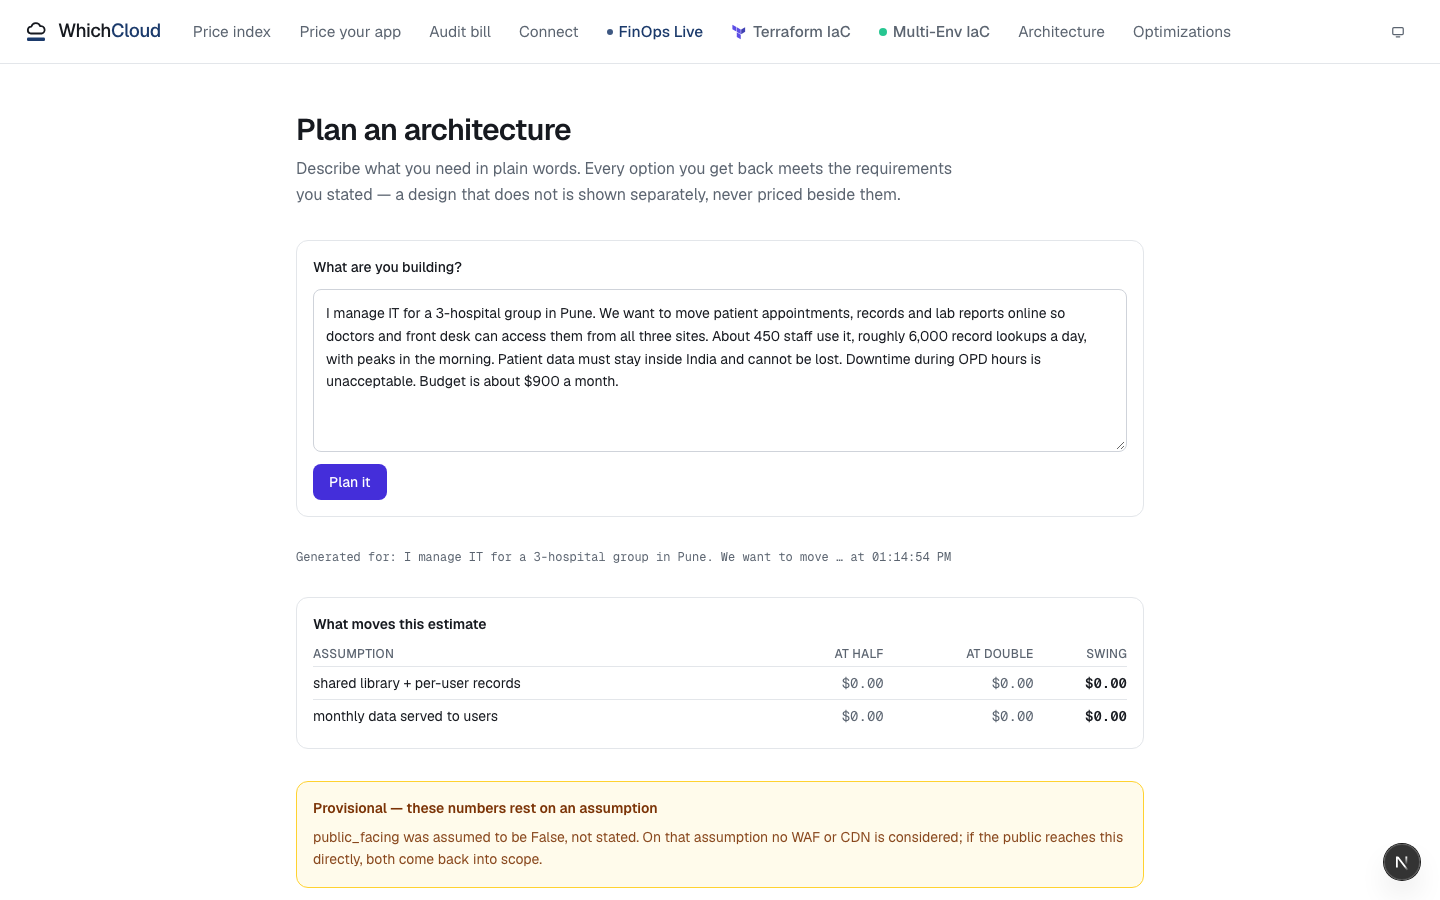 WhichCloud Price index Price your app Audit bill Connect FinOps Live Terraform IaC Multi-Env IaC Architecture Optimizations
Plan an architecture
Describe what you need in plain words. Every option you get back meets the requirements
you stated — a design that does not is shown separately, never priced beside them.
What are you building?
I manage IT for a 3-hospital group in Pune. We want to move patient appointments, records and lab reports online so
doctors and front desk can access them from all three sites. About 450 staff use it, roughly 6,000 record lookups a day,
with peaks in the morning. Patient data must stay inside India and cannot be lost. Downtime during OPD hours is
unacceptable. Budget is about $900 a month.
Plan it
Generated for: I manage IT for a 3-hospital group in Pune. We want to move … at 01:14:54 PM
What moves this estimate
ASSUMPTION AT HALF AT DOUBLE SWING
shared library + per-user records $0.00 $0.00 $0.00
monthly data served to users $0.00 $0.00 $0.00
Provisional — these numbers rest on an assumption
public_facing was assumed to be False, not stated. On that assumption no WAF or CDN is considered; if the public reaches this
directly, both come back into scope.
N